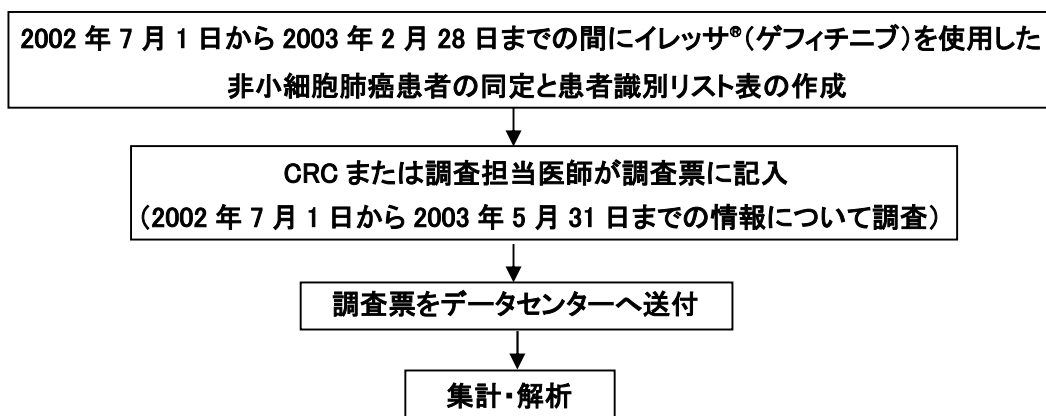 2002 年 7 月 1 日から 2003 年 2 月 28 日までの間にイレッサ®(ゲフィチニブ)を使用した
非小細胞肺癌患者の同定と患者識別リスト表の作成
CRC または調査担当医師が調査票に記入
(2002 年 7 月 1 日から 2003 年 5 月 31 日までの情報について調査)
調査票をデータセンターへ送付
集計・解析